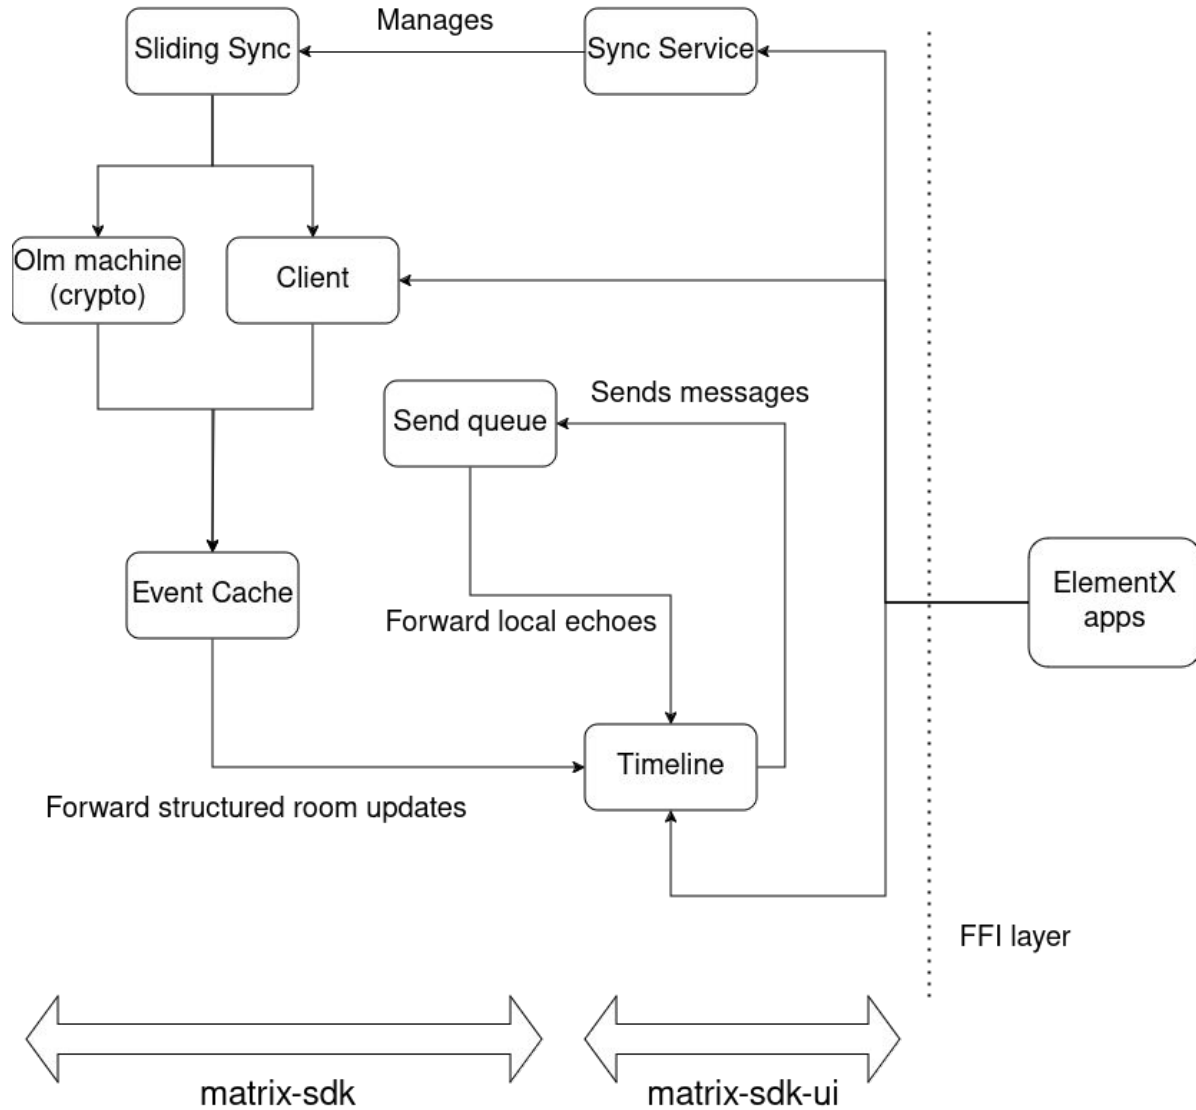 Manages
Sliding Sync
Sync Service
Olm machine
(crypto)
Client
Sends messages
Send queue
Event Cache
ElementX
apps
Forward local echoes
Timeline
Forward structured room updates
FFI layer
matrix-sdk
matrix-sdk-ui